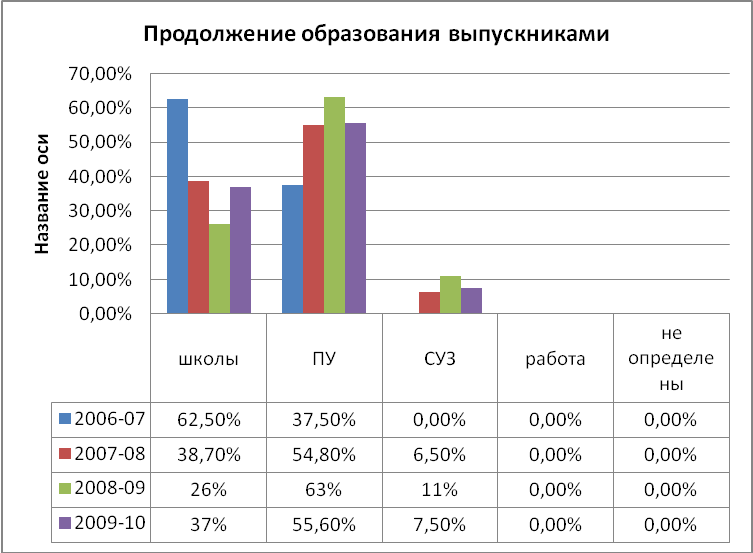 Продолжение образования выпускниками
Название оси
70,00%
60,00%
50,00%
40,00%
30,00%
20,00%
10,00%
0,00%
школы ПУ СУЗ работа не
определе
ны
2006-07 62,50% 37,50% 0,00% 0,00% 0,00%
2007-08 38,70% 54,80% 6,50% 0,00% 0,00%
2008-09 26% 63% 11% 0,00% 0,00%
2009-10 37% 55,60% 7,50% 0,00% 0,00%